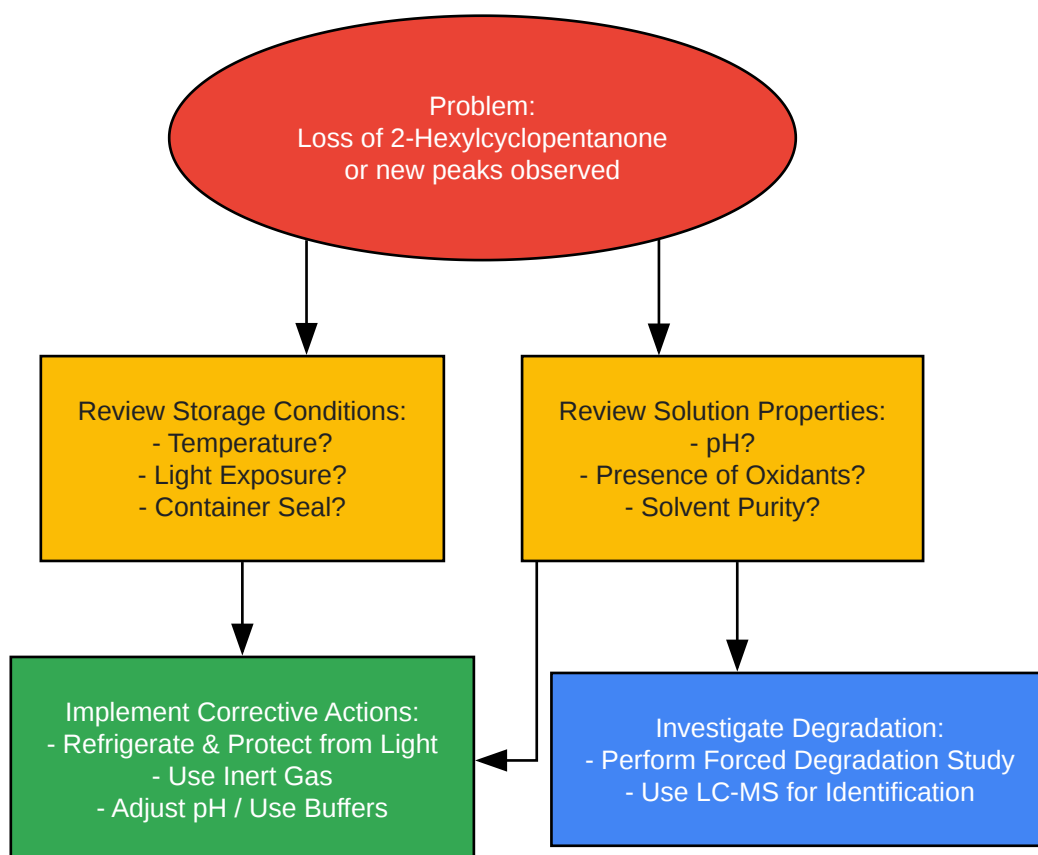 Problem:
Loss of 2-Hexylcyclopentanone
or new peaks observed
Review Storage Conditions:
- Temperature?
- Light Exposure?
- Container Seal?
Review Solution Properties:
- pH?
- Presence of Oxidants?
- Solvent Purity?
Implement Corrective Actions:
- Refrigerate & Protect from Light
- Use Inert Gas
- Adjust pH / Use Buffers
Investigate Degradation:
- Perform Forced Degradation Study
- Use LC-MS for Identification